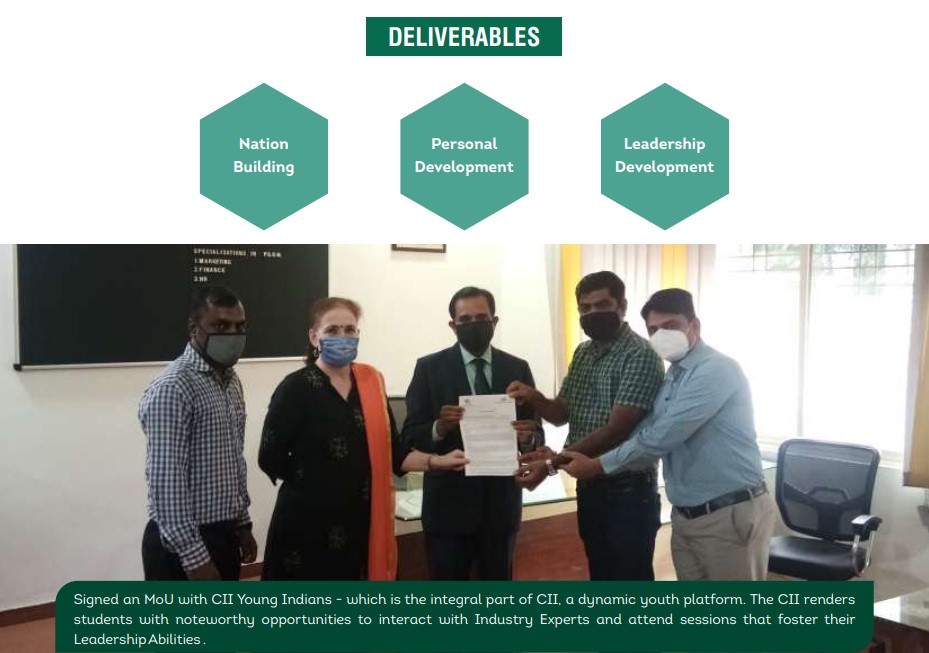 DELIVERABLES
Nation
Building
Personal
Development
Leadership
Development
SPECIALISATIONS IN PGDM
1.MARKETING
2.FINANCE
3.HR
Signed an MoU with CII Young Indians - which is the integral part of CII, a dynamic youth platform. The CII renders
students with noteworthy opportunities to interact with Industry Experts and attend sessions that foster their
Leadership Abilities.